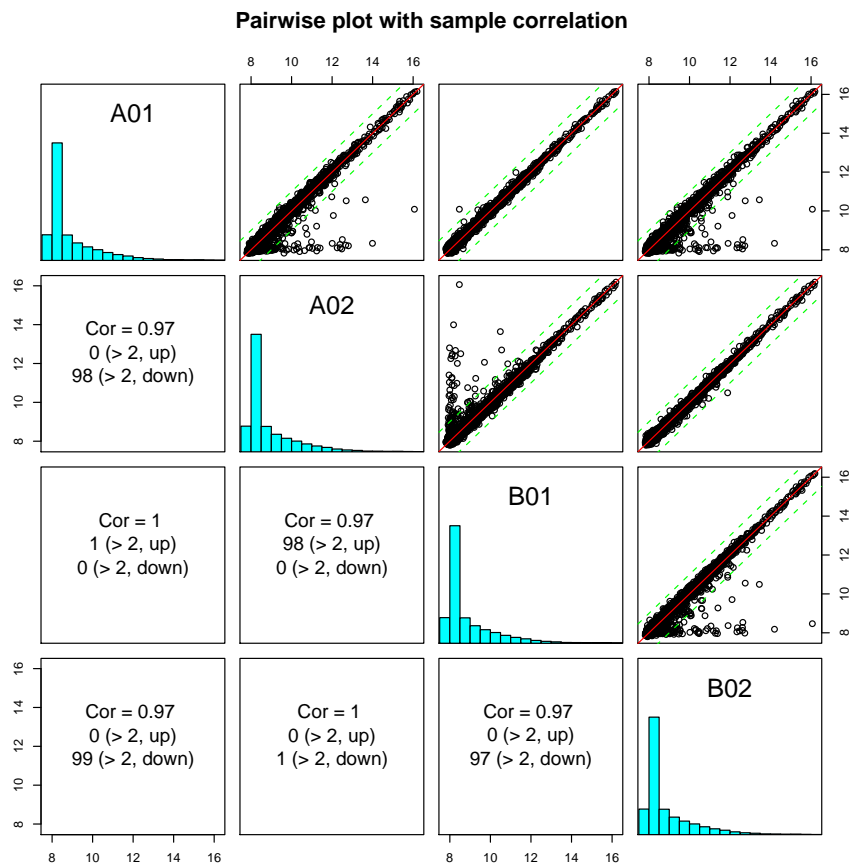 Pairwise plot with sample correlation
8 10 12 14 16
8 10 12 14 16
A01
8 10 12 14 16
8 10 12 14 16
Cor = 0.97
0 (> 2, up)
98 (> 2, down)
A02
Cor = 1
1 (> 2, up)
0 (> 2, down)
Cor = 0.97
98 (> 2, up)
0 (> 2, down)
B01
8 10 12 14 16
8 10 12 14 16
Cor = 0.97
0 (> 2, up)
99 (> 2, down)
Cor = 1
0 (> 2, up)
1 (> 2, down)
Cor = 0.97
0 (> 2, up)
97 (> 2, down)
B02
8 10 12 14 16
8 10 12 14 16